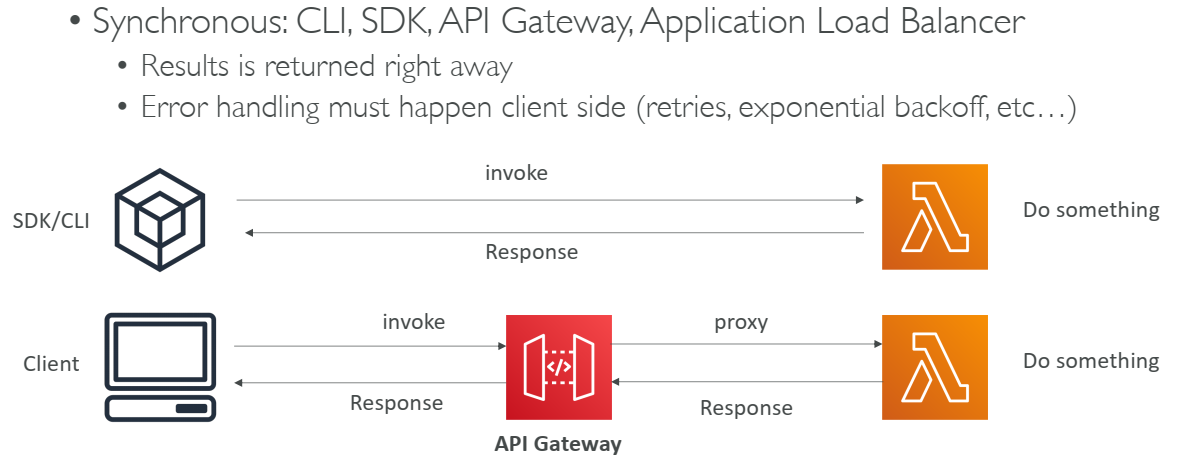 • Synchronous: CLI, SDK, API Gateway, Application Load Balancer
• Results is returned right away
• Error handling must happen client side (retries, exponential backoff, etc…)
invoke
SDK/CLI
Do something
Response
invoke
proxy
Client
</>
Do something
Response
Response
API Gateway